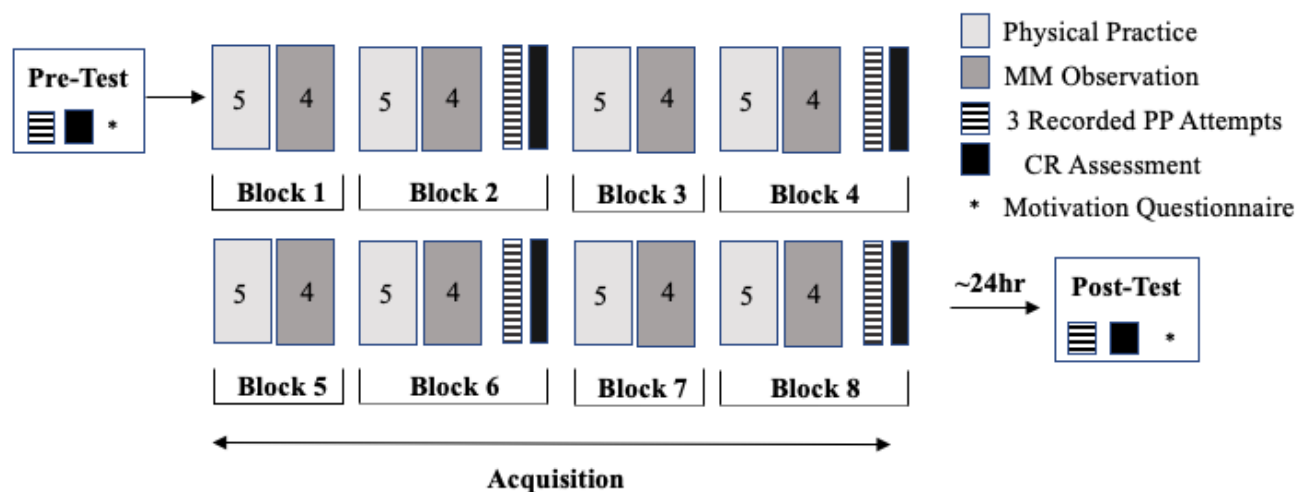 Pre-Test
*
5 4 5 4 5 4 5 4
Block 1 Block 2 Block 3 Block 4
5 4 5 4 5 4 5 4
Block 5 Block 6 Block 7 Block 8
Acquisition
Physical Practice
MM Observation
3 Recorded PP Attempts
CR Assessment
* Motivation Questionnaire
~24hr
Post-Test
*